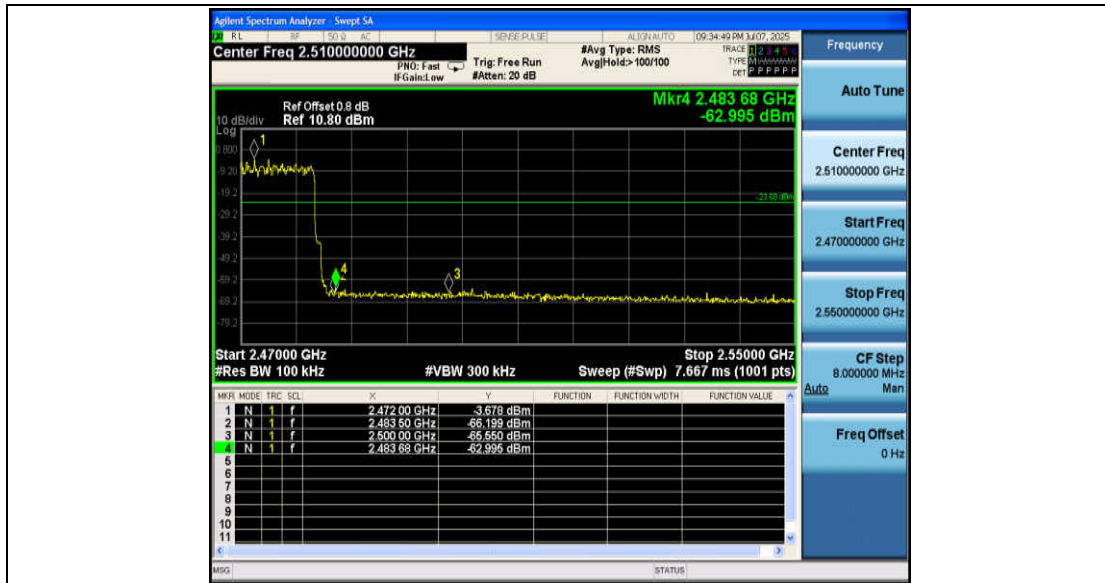 Agilent Spectrum Analyzer - Swept SA
RL RF 50 Ω AC SENSE:PULSE ALIGN AUTO 09:34:49 PM Jul 07, 2025
Center Freq 2.510000000 GHz
PNO: Fast
IFGain:Low
Trig: Free Run
#Atten: 20 dB
#Avg Type: RMS
Avg|Hold:>100/100
TRACE 1 2 3 4 5 6
TYPE M
DET P P P P P P
Frequency
Auto Tune
Mkr4 2.483 68 GHz
-62.995 dBm
Ref Offset 0.8 dB
10 dB/div Ref 10.80 dBm
Log
0.800
-9.20
-19.2
-29.2
-39.2
-49.2
-59.2
-69.2
-79.2
1
4
3
-23.68 dBm
Start 2.47000 GHz Stop 2.55000 GHz
#Res BW 100 kHz #VBW 300 kHz Sweep (#Swp) 7.667 ms (1001 pts)
Center Freq
2.510000000 GHz
Start Freq
2.470000000 GHz
Stop Freq
2.550000000 GHz
CF Step
8.000000 MHz
Auto Man
Freq Offset
0 Hz
MKR MODE TRC SCL X Y FUNCTION FUNCTION WIDTH FUNCTION VALUE
1 N 1 f 2.472 00 GHz -3.678 dBm
2 N 1 f 2.483 50 GHz -66.199 dBm
3 N 1 f 2.500 00 GHz -65.550 dBm
4 N 1 f 2.483 68 GHz -62.995 dBm
5
6
7
8
9
10
11
MSG STATUS